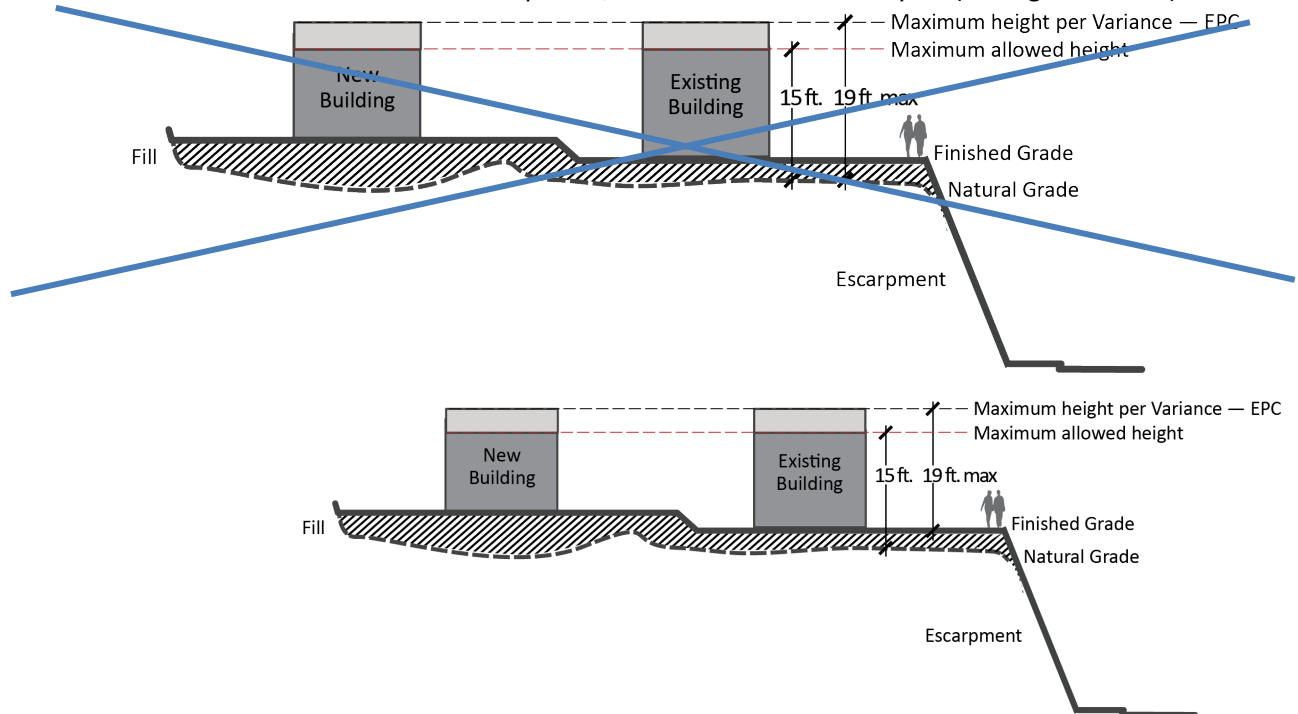 Maximum height per Variance — EPC
Maximum allowed height
New
Building
Existing
Building
15 ft. 19 ft. max
Fill
Finished Grade
Natural Grade
Escarpment
Maximum height per Variance — EPC
Maximum allowed height
New
Building
Existing
Building
15 ft. 19 ft. max
Fill
Finished Grade
Natural Grade
Escarpment